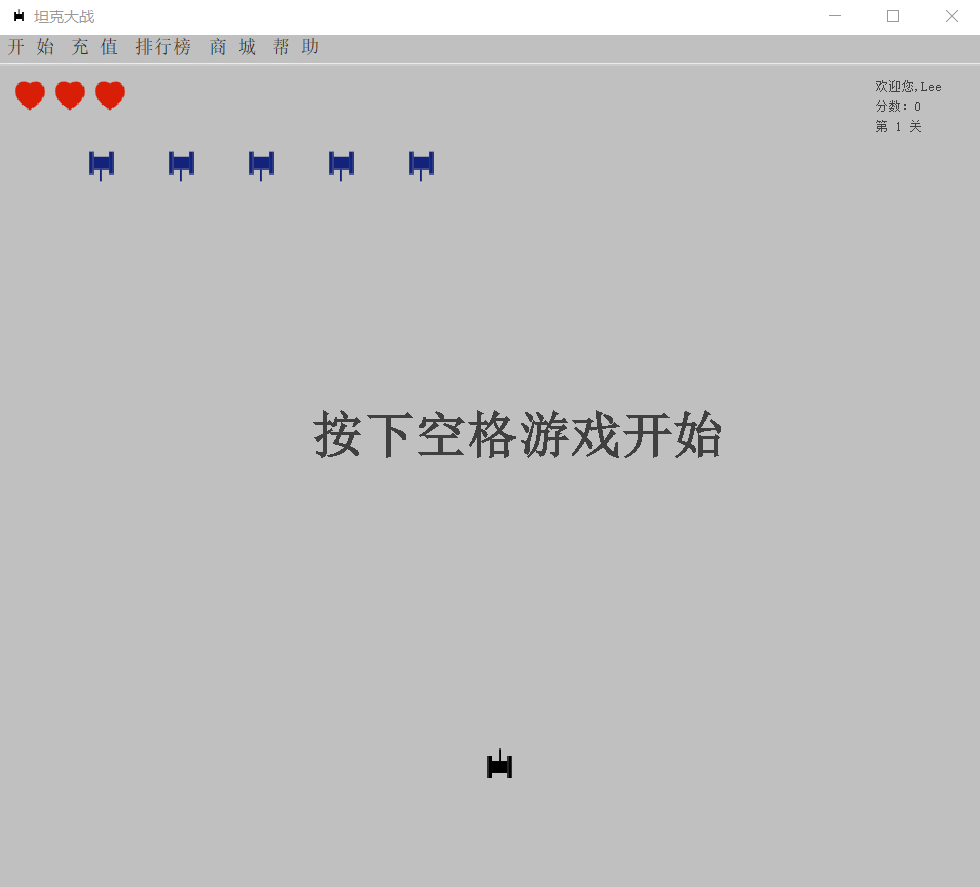 坦克大战
开 始 充 值 排行榜 商 城 帮 助
欢迎您,Lee
分数: 0
第 1 关
按下空格游戏开始